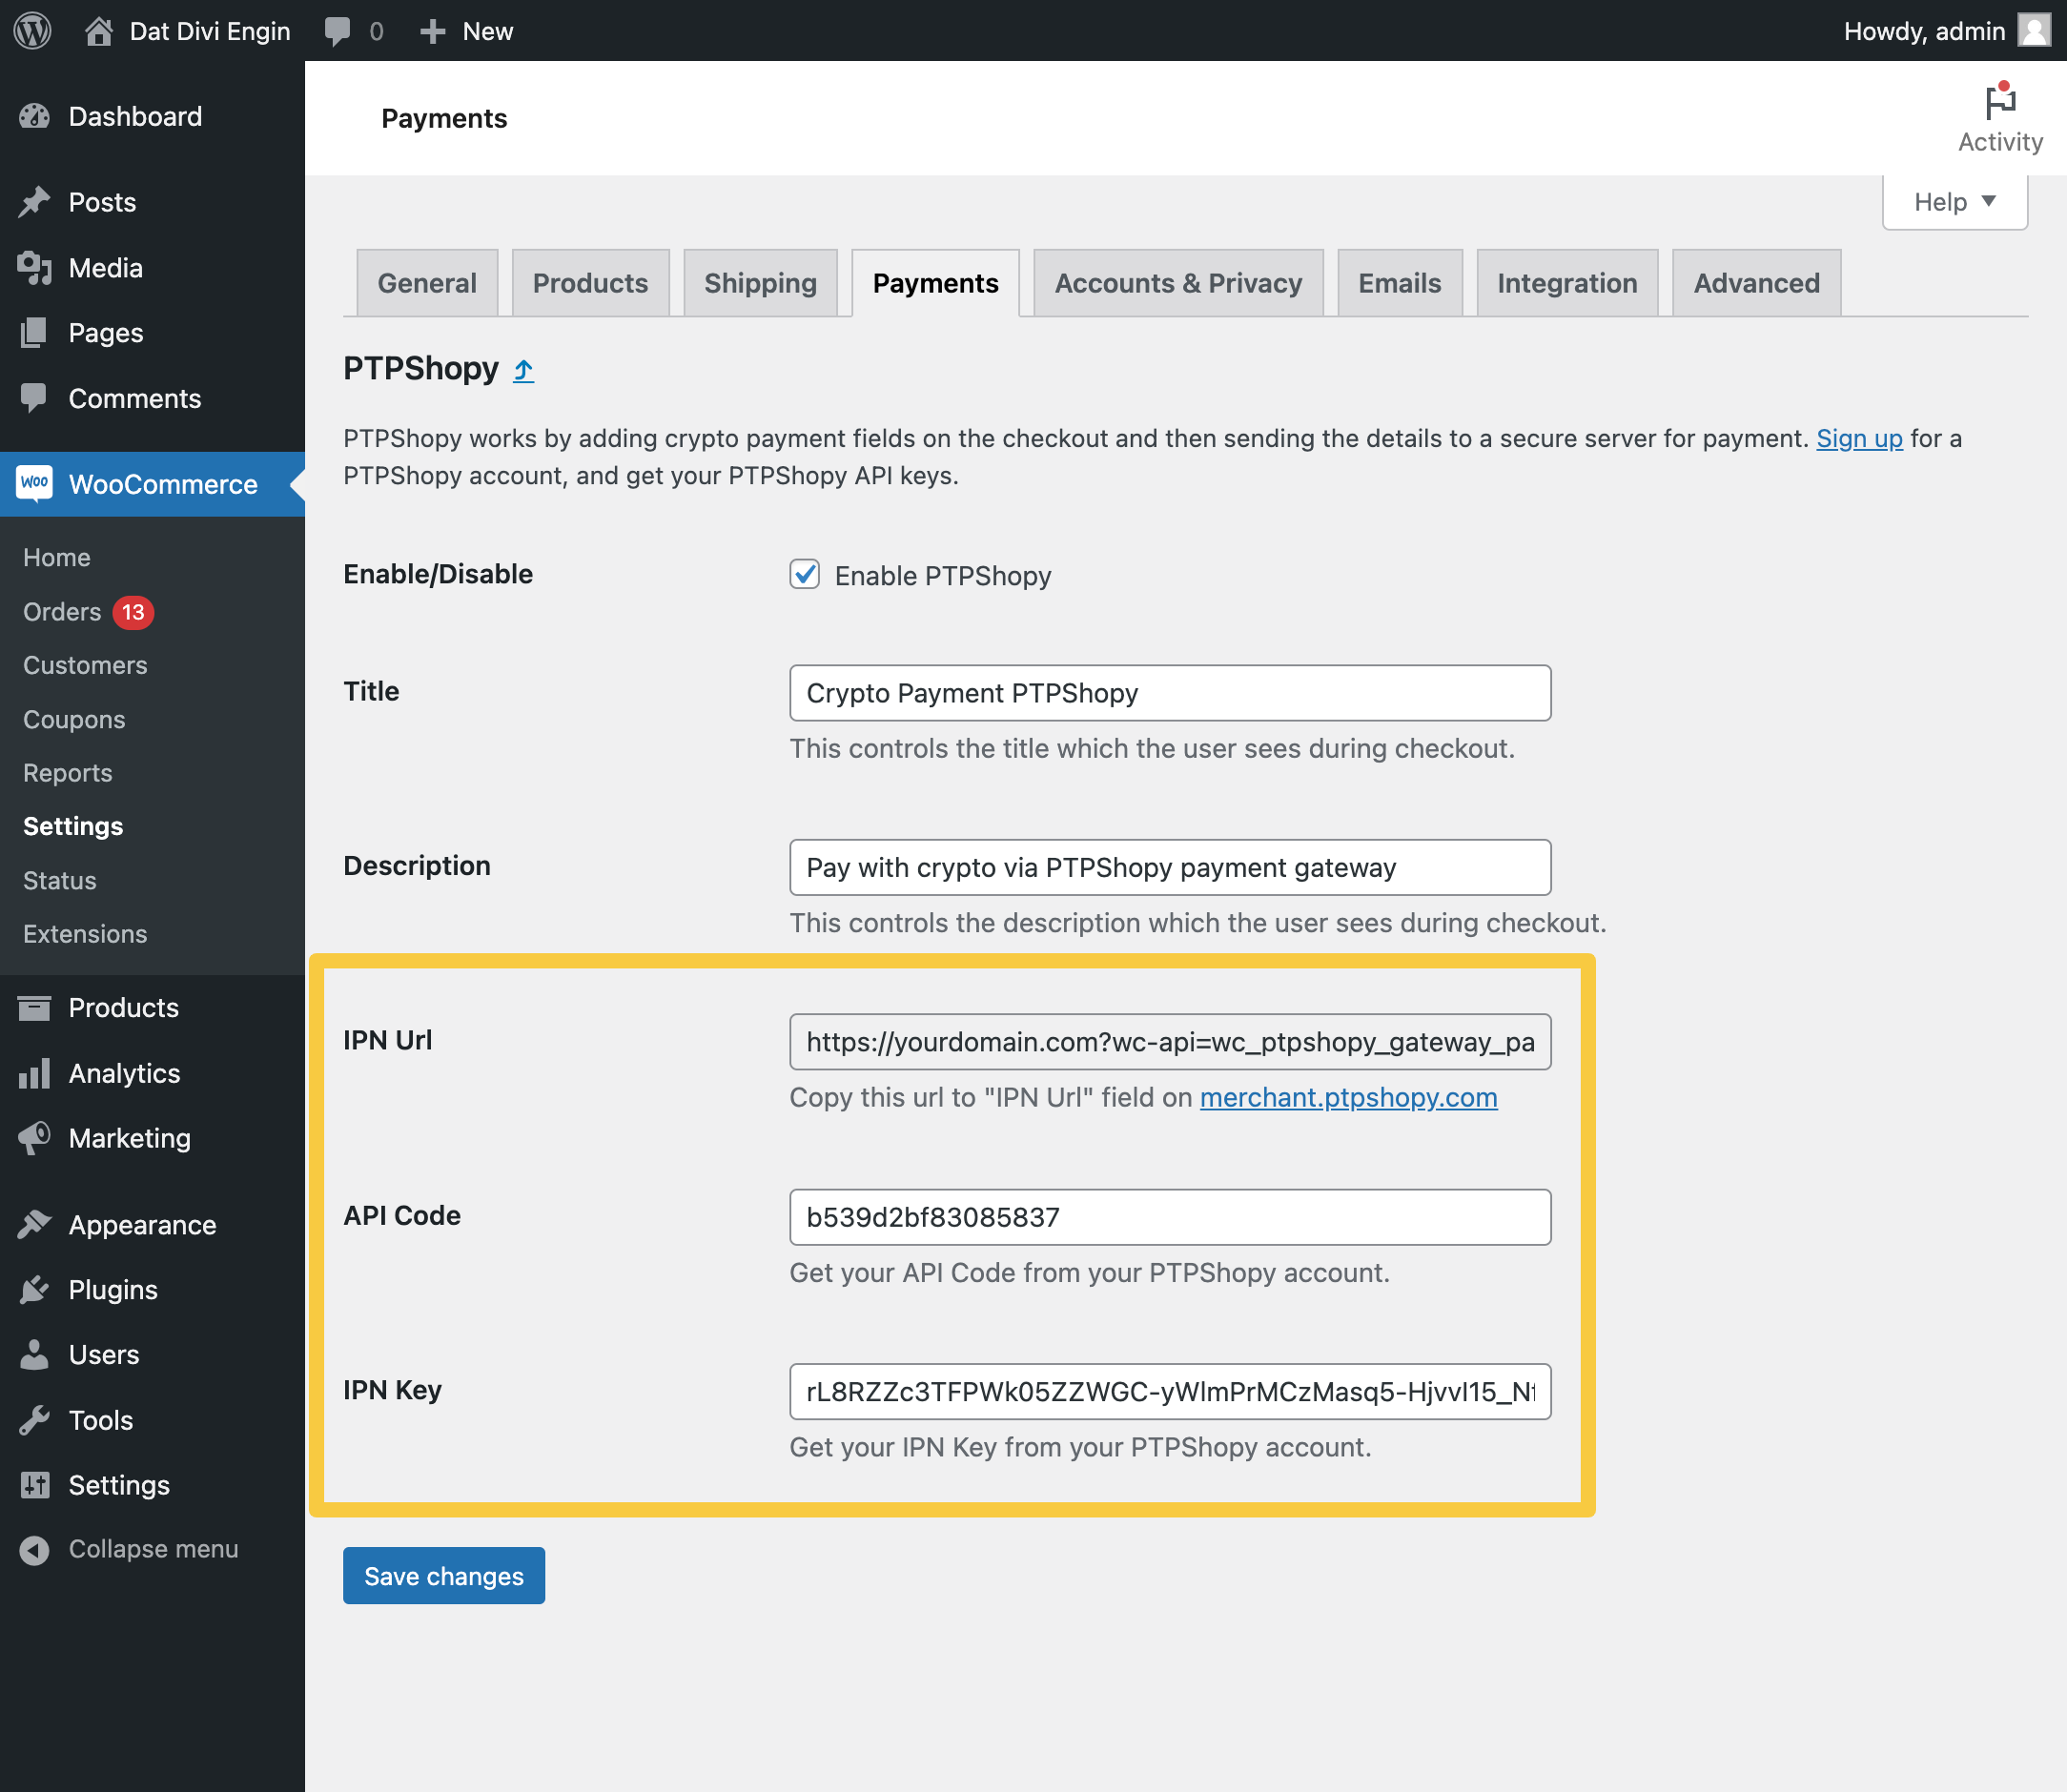 Dat Divi Engin 0 New Howdy, admin
Dashboard
Posts
Media
Pages
Comments
Woo WooCommerce
Home
Orders 13
Customers
Coupons
Reports
Settings
Status
Extensions
Products
Analytics
Marketing
Appearance
Plugins
Users
Tools
Settings
Collapse menu
Payments
Activity
Help
General Products Shipping Payments Accounts & Privacy Emails Integration Advanced
PTPShopy
PTPShopy works by adding crypto payment fields on the checkout and then sending the details to a secure server for payment. Sign up for a
PTPShopy account, and get your PTPShopy API keys.
Enable/Disable Enable PTPShopy
Title Crypto Payment PTPShopy
This controls the title which the user sees during checkout.
Description Pay with crypto via PTPShopy payment gateway
This controls the description which the user sees during checkout.
IPN Url https://yourdomain.com?wc-api=wc_ptpshopy_gateway_pa
Copy this url to "IPN Url" field on merchant.ptpshopy.com
API Code b539d2bf83085837
Get your API Code from your PTPShopy account.
IPN Key
Get your IPN Key from your PTPShopy account.
Save changes